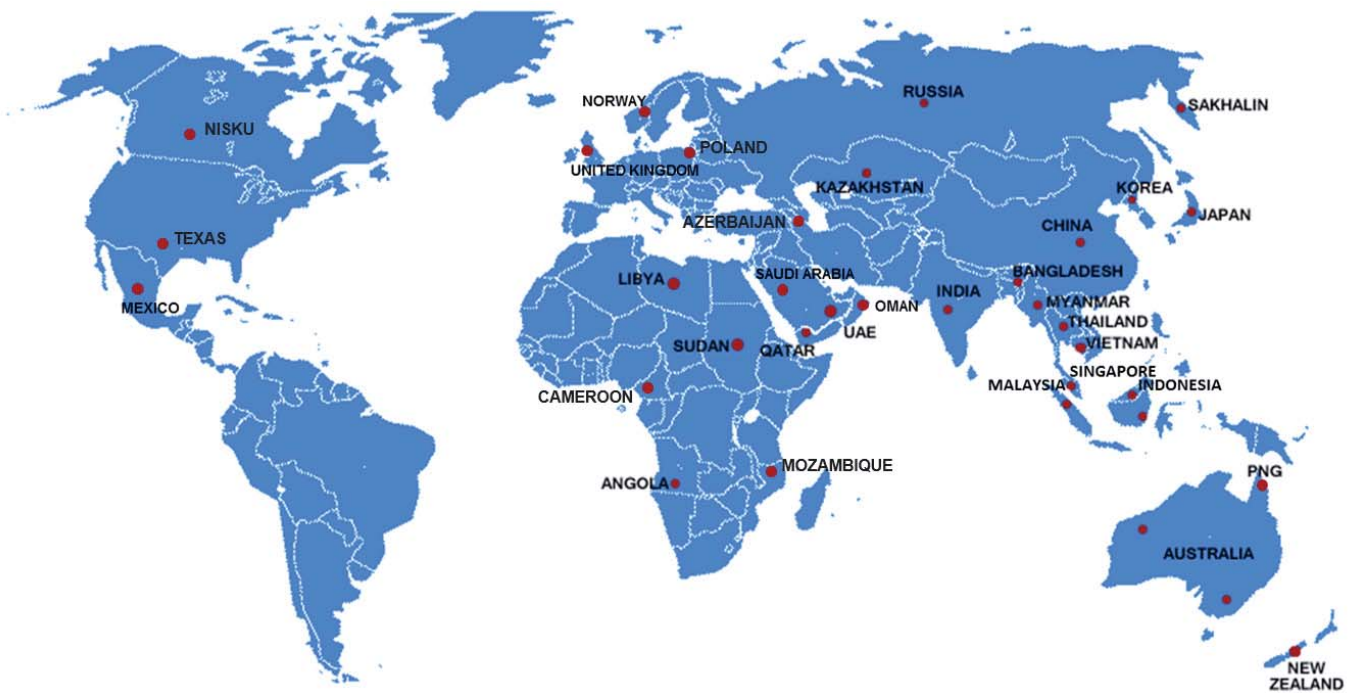 RUSSIA
NORWAY
SAKHALIN
NISKU
POLAND
UNITED KINGDOM
KAZAKHSTAN
KOREA
JAPAN
AZERBAIJAN
CHINA
TEXAS
SAUDI ARABIA
BANGLADESH
LIBYA
INDIA
MEXICO
OMAN
MYANMAR
THAILAND
UAE
SUDAN
QATAR
VIETNAM
SINGAPORE
MALAYSIA
INDONESIA
CAMEROON
MOZAMBIQUE
PNG
ANGOLA
AUSTRALIA
NEW
ZEALAND